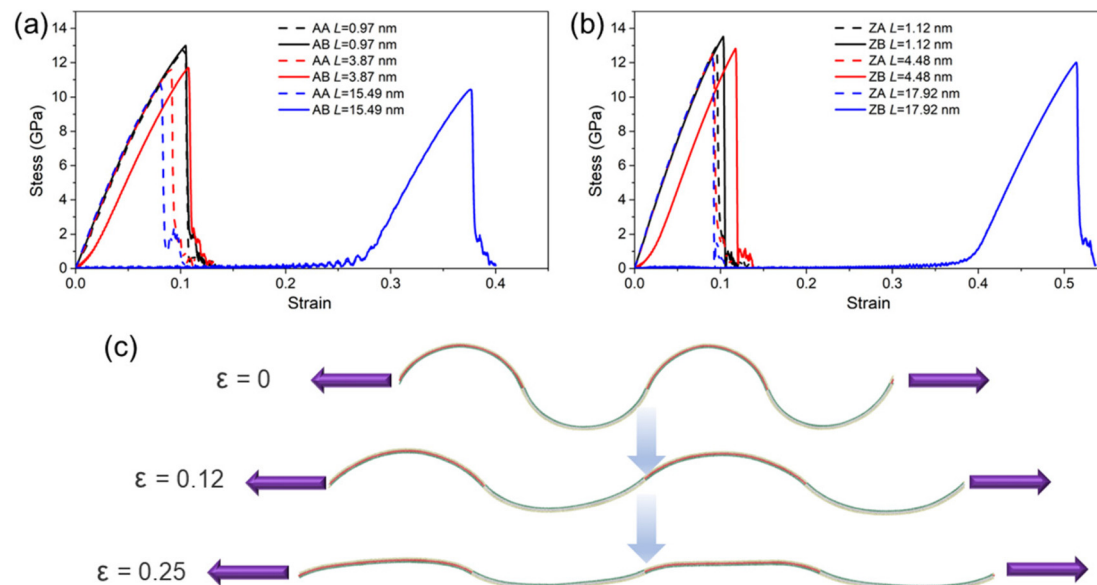 (a)
14
12
10
8
6
4
2
0
Stess (GPa)
AA L=0.97 nm
AB L=0.97 nm
AA L=3.87 nm
AB L=3.87 nm
AA L=15.49 nm
AB L=15.49 nm
0.0 0.1 0.2 0.3 0.4
Strain
(b)
14
12
10
8
6
4
2
0
Stess (GPa)
ZA L=1.12 nm
ZB L=1.12 nm
ZA L=4.48 nm
ZB L=4.48 nm
ZA L=17.92 nm
ZB L=17.92 nm
0.0 0.1 0.2 0.3 0.4 0.5
Strain
(c)
ε = 0
ε = 0.12
ε = 0.25